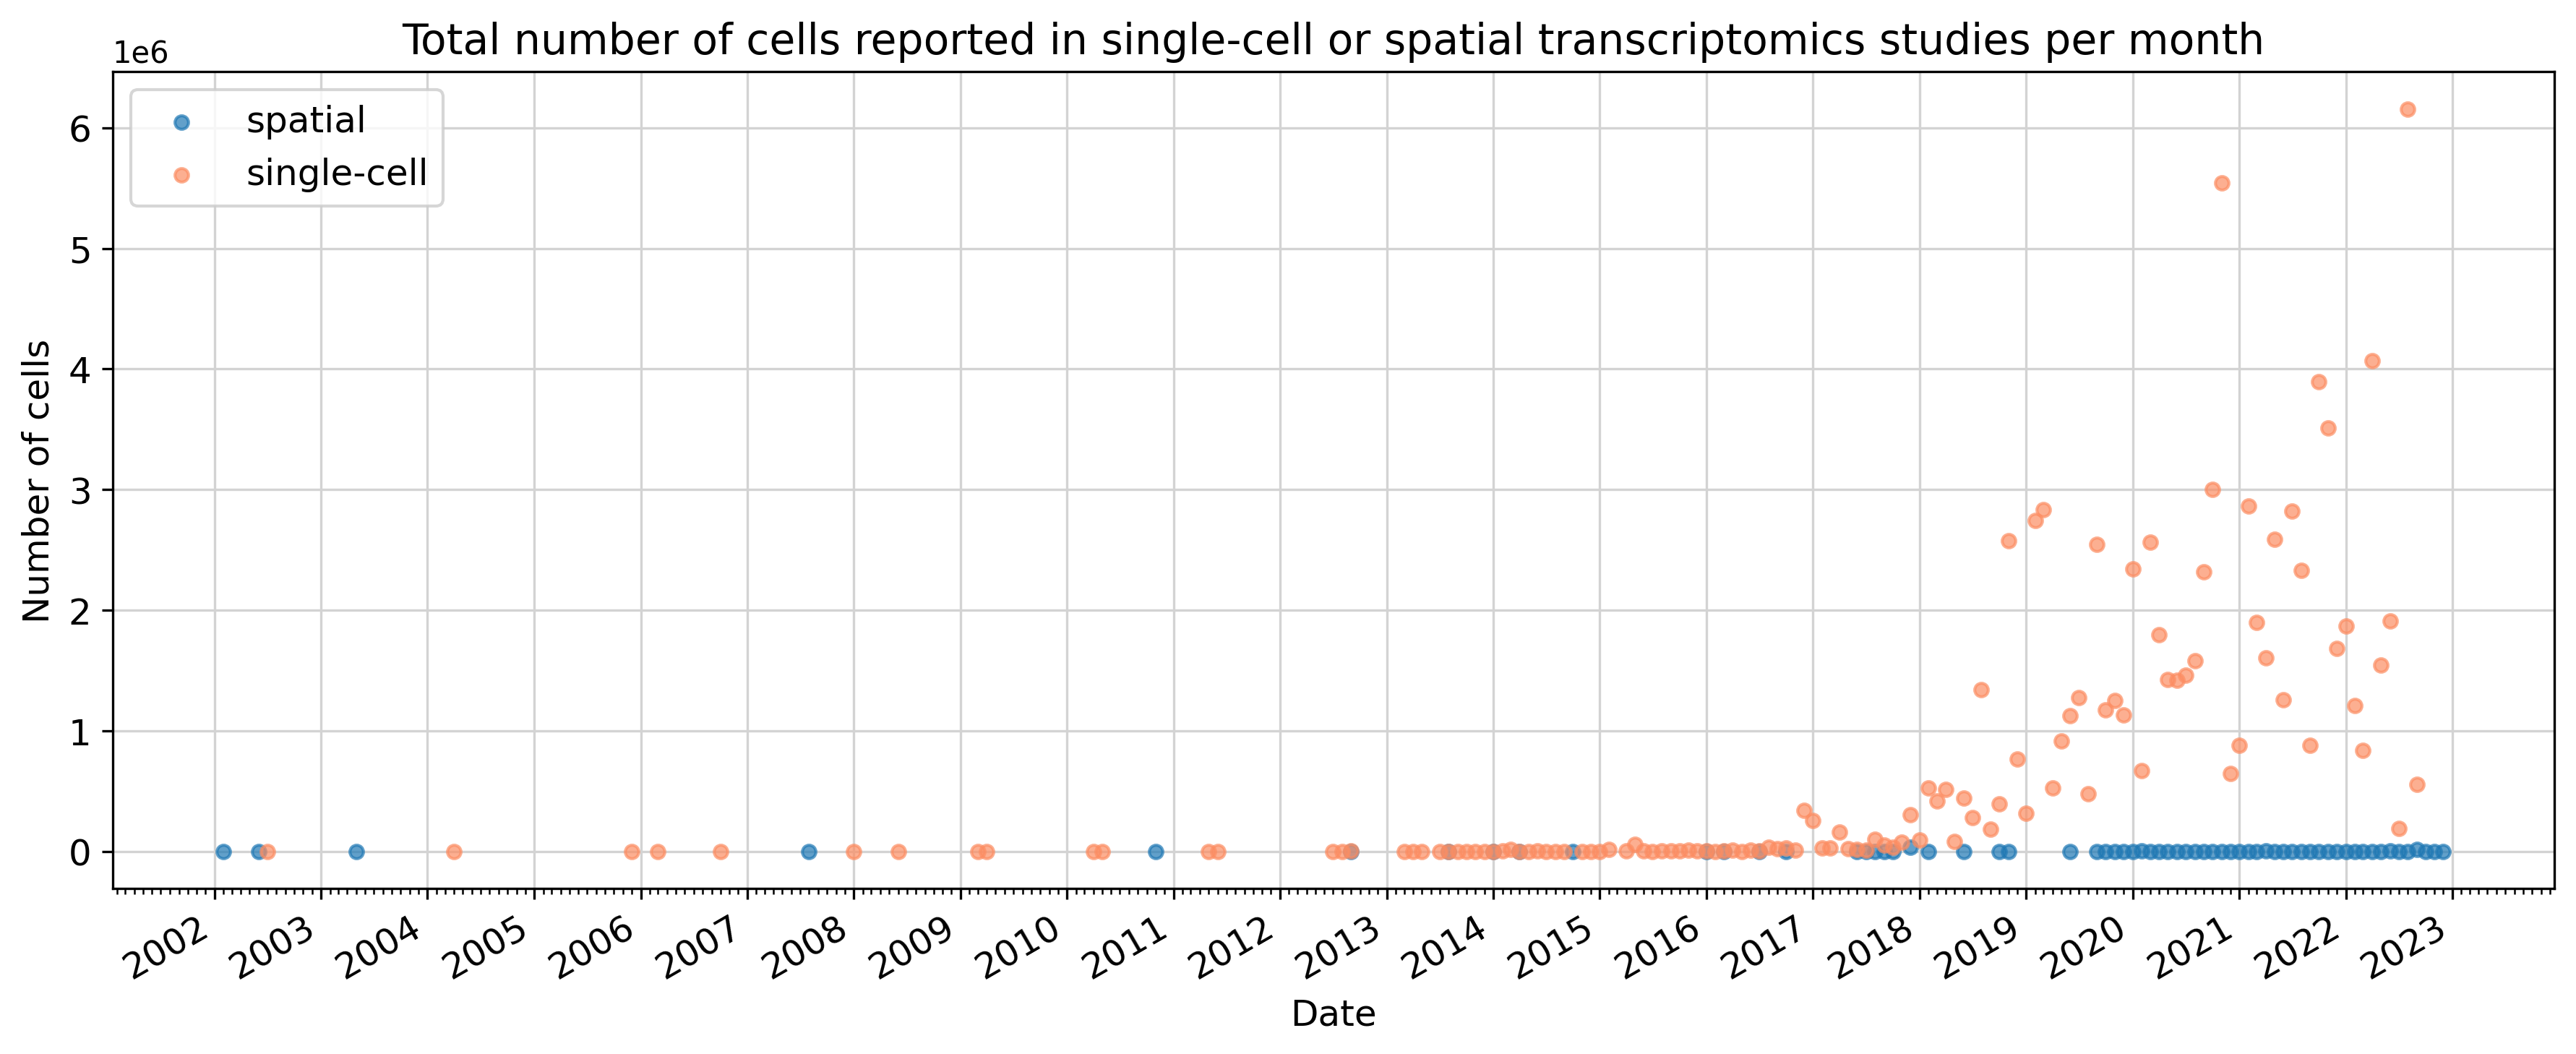 Total number of cells reported in single-cell or spatial transcriptomics studies per month
1e6
spatial
single-cell
6
5
4
3
2
1
0
Number of cells
2002 2003 2004 2005 2006 2007 2008 2009 2010 2011 2012 2013 2014 2015 2016 2017 2018 2019 2020 2021 2022 2023
Date